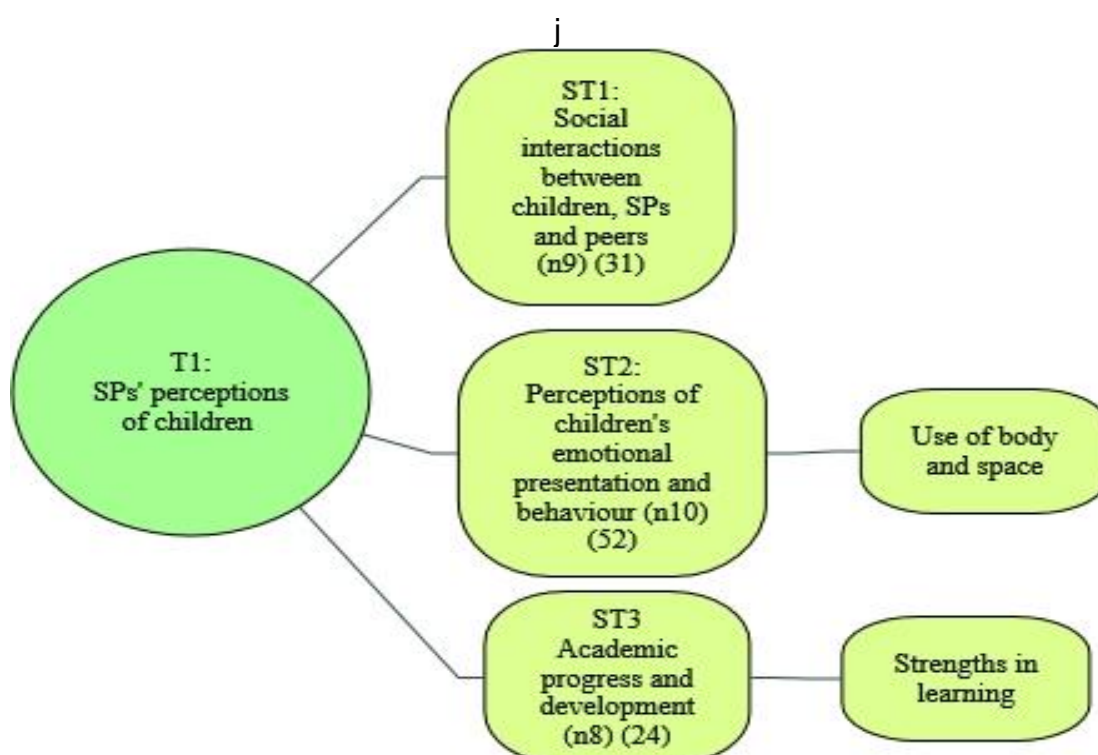 j
ST1:
Social
interactions
between
children, SPs
and peers
(n9) (31)
T1:
SPs' perceptions
of children
ST2:
Perceptions of
children's
emotional
presentation and
behaviour (n10)
(52)
Use of body
and space
ST3
Academic
progress and
development
(n8) (24)
Strengths in
learning